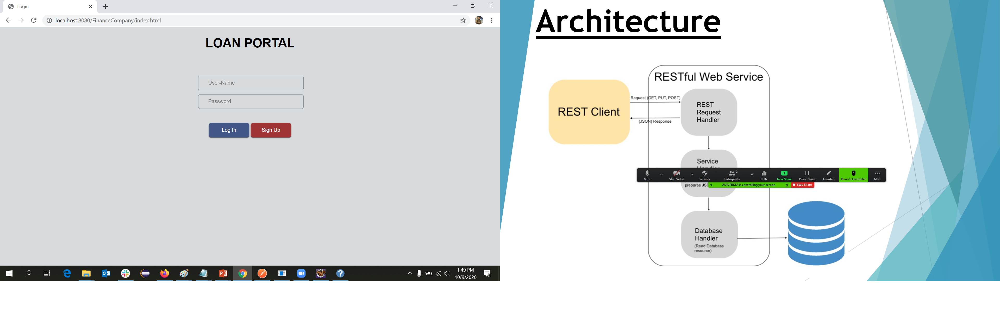 Login
localhost:8080/FinanceCompany/index.html
LOAN PORTAL
User-Name
Password
Log In
Sign Up
1:49 PM
10/9/2020
Architecture
RESTful Web Service
REST Client
Request (GET, PUT, POST)
{JSON} Response
REST
Request
Handler
Service
Mute
Start Video
Security
Participants
2
Polls
New Share
Pause Share
Annotate
Remote Controlled
More
prepares
AIAVERMA is controlling your screen
Stop Share
Database
Handler
(Read Database
resource)